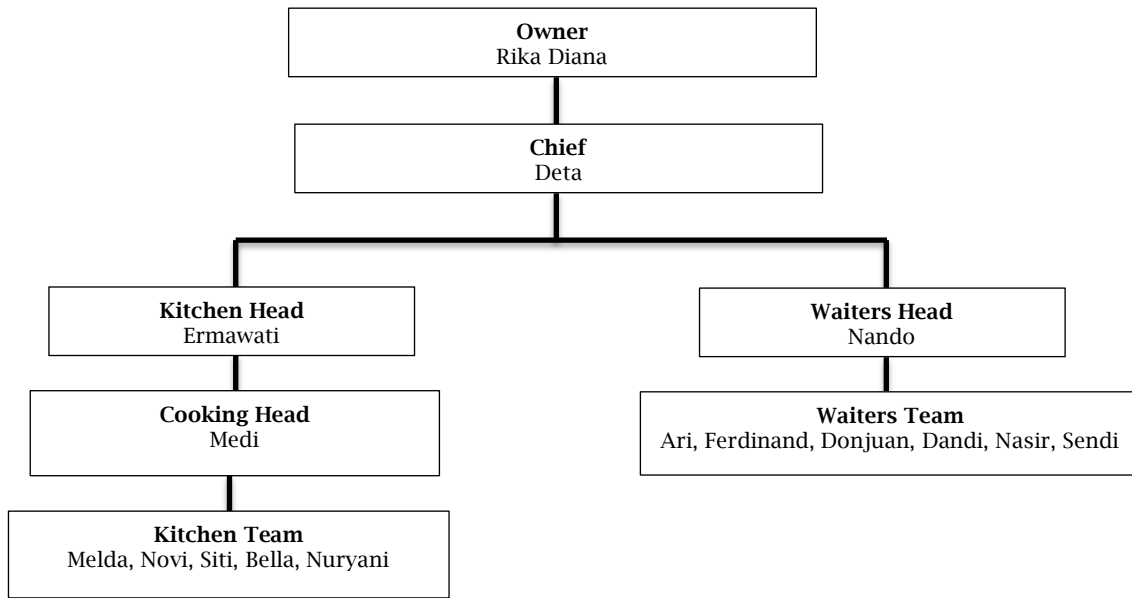 Owner
Rika Diana
Chief
Deta
Kitchen Head
Ermawati
Waiters Head
Nando
Cooking Head
Medi
Waiters Team
Ari, Ferdinand, Donjuan, Dandi, Nasir, Sendi
Kitchen Team
Melda, Novi, Siti, Bella, Nuryani